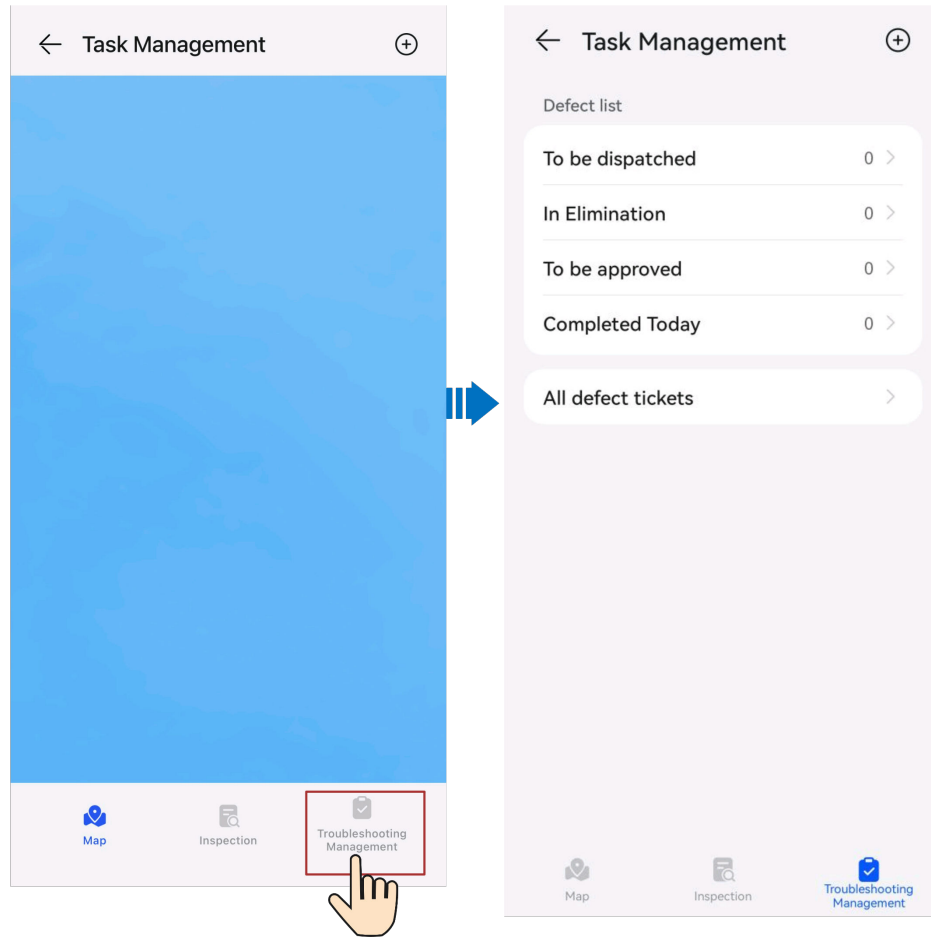 Task Management
Map
Inspection
Troubleshooting
Management
Task Management
Defect list
To be dispatched 0
In Elimination 0
To be approved 0
Completed Today 0
All defect tickets
Map
Inspection
Troubleshooting
Management